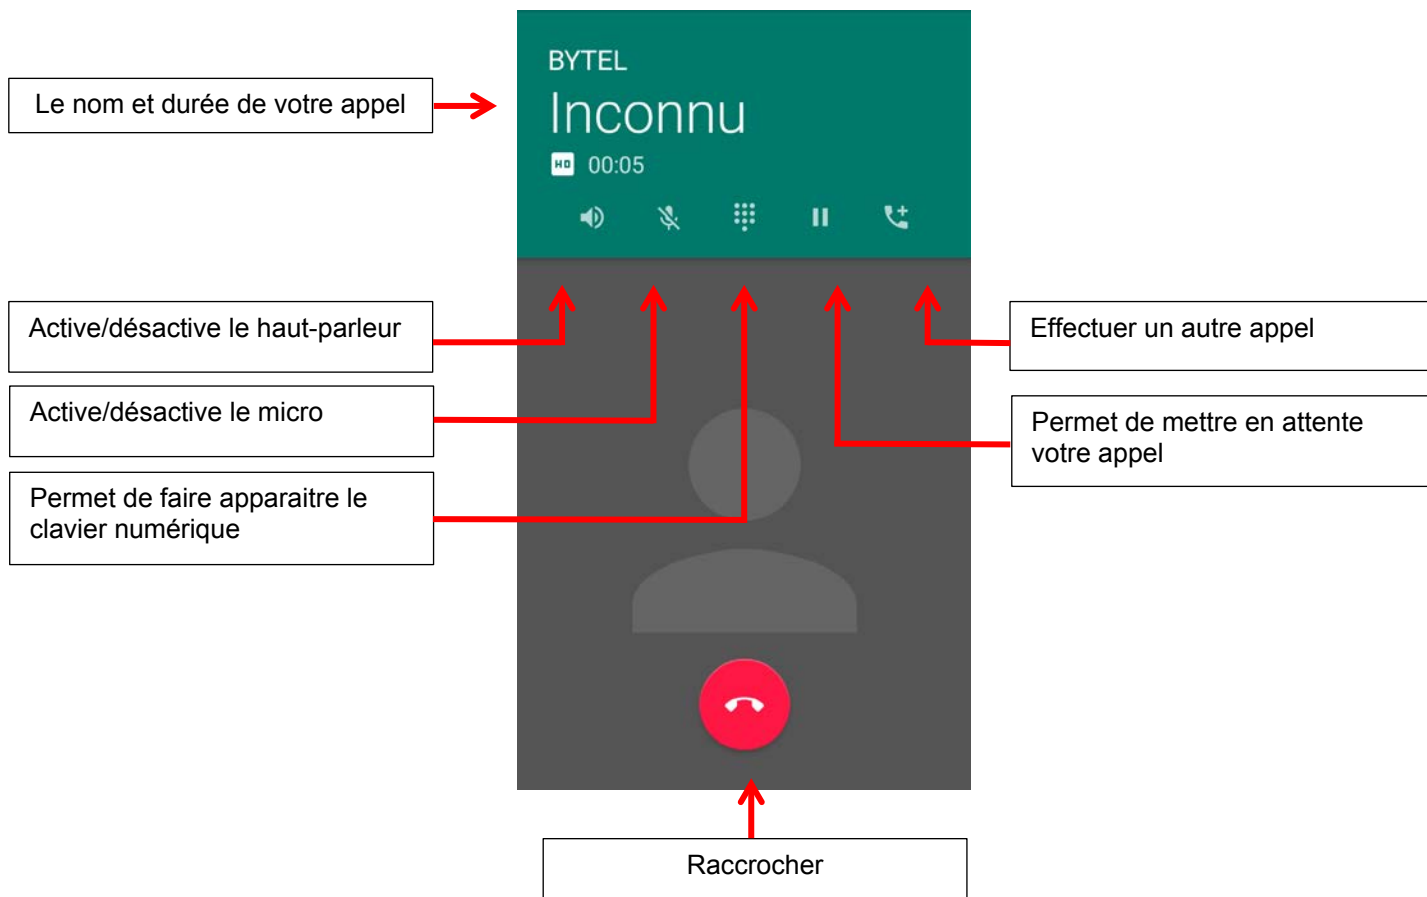 BYTEL
Le nom et durée de votre appel
Inconnu
HD 00:05
Active/désactive le haut-parleur
Effectuer un autre appel
Active/désactive le micro
Permet de mettre en attente
votre appel
Permet de faire apparaitre le
clavier numérique
Raccrocher